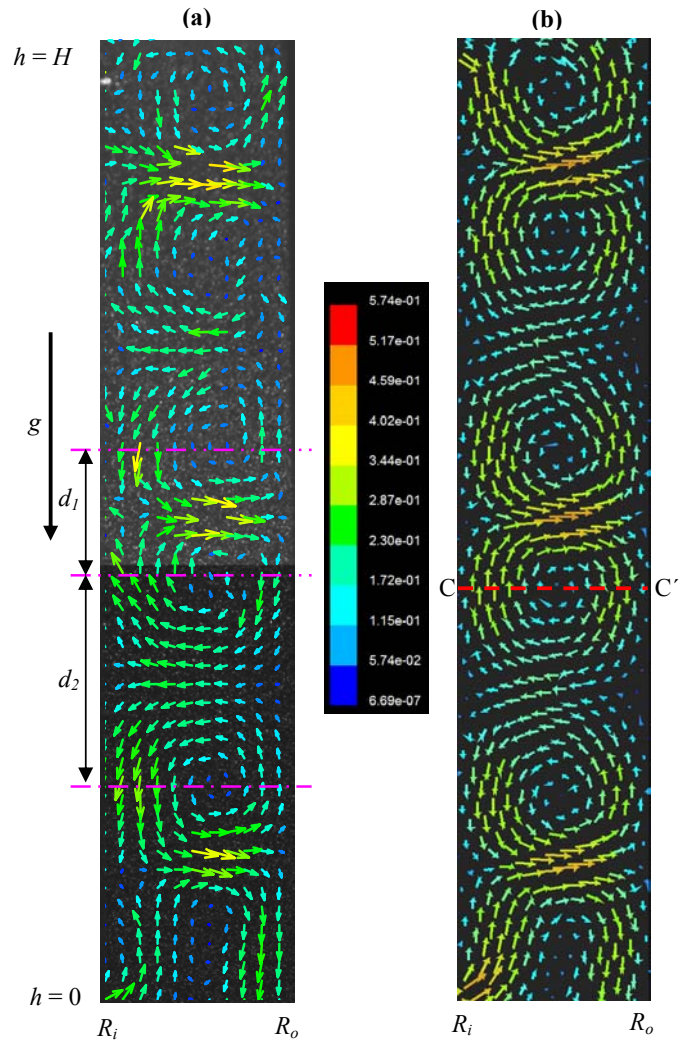 (a)
(b)
h = H
g
d1
d2
5.74e-01
5.17e-01
4.59e-01
4.02e-01
3.44e-01
2.87e-01
2.30e-01
1.72e-01
1.15e-01
5.74e-02
6.69e-07
C
C´
h = 0
Ri
Ro
Ri
Ro